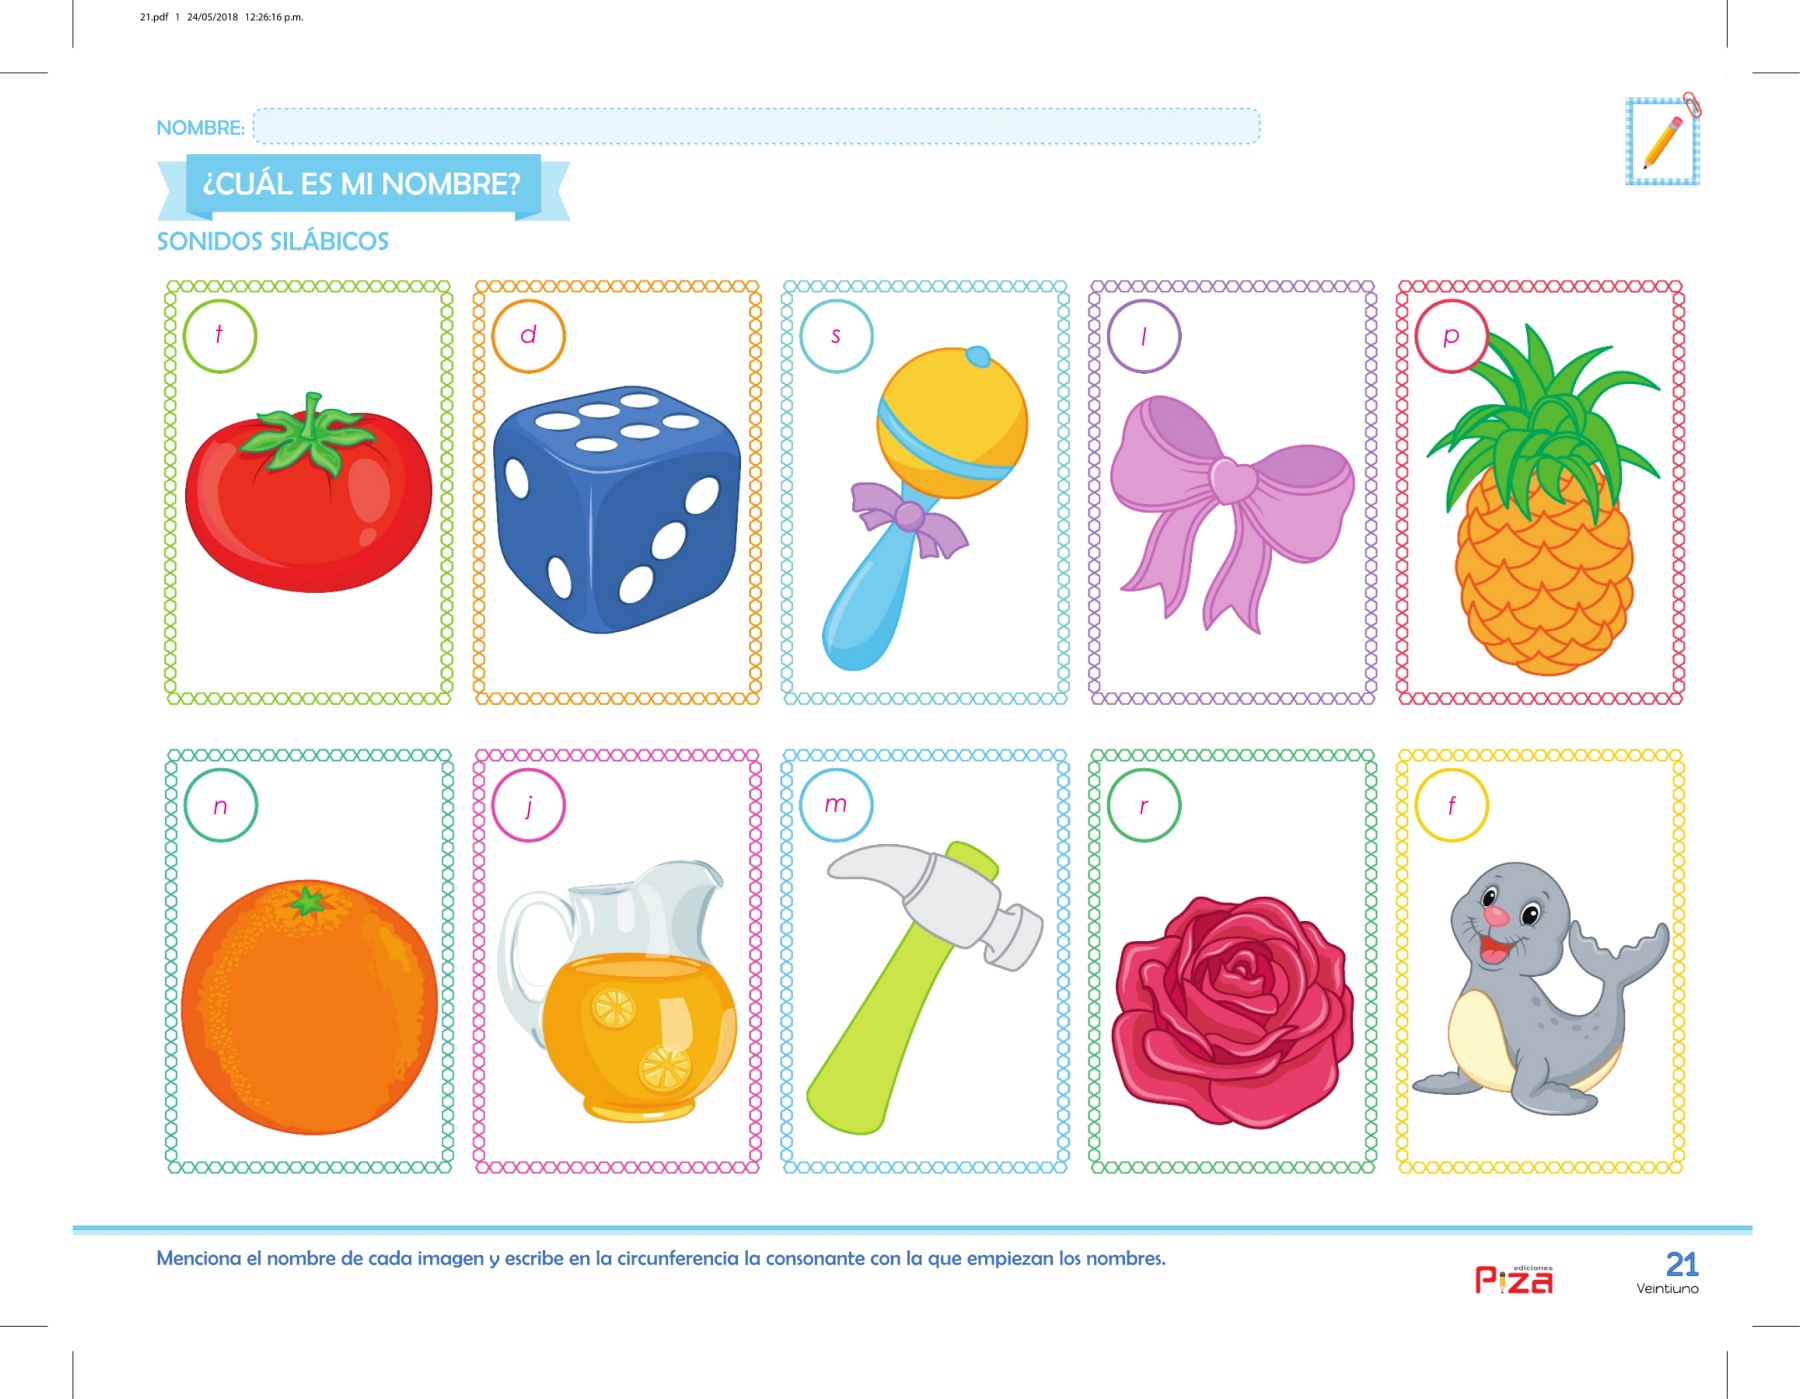 21.pdf 1 24/05/2018 12:26:16 p.m.
NOMBRE:
¿CUÁL ES MI NOMBRE?
SONIDOS SILÁBICOS
t d s l p
n j m r f
Menciona el nombre de cada imagen y escribe en la circunferencia la consonante con la que empiezan los nombres.
ediciones
Piza
21
Veintiuno